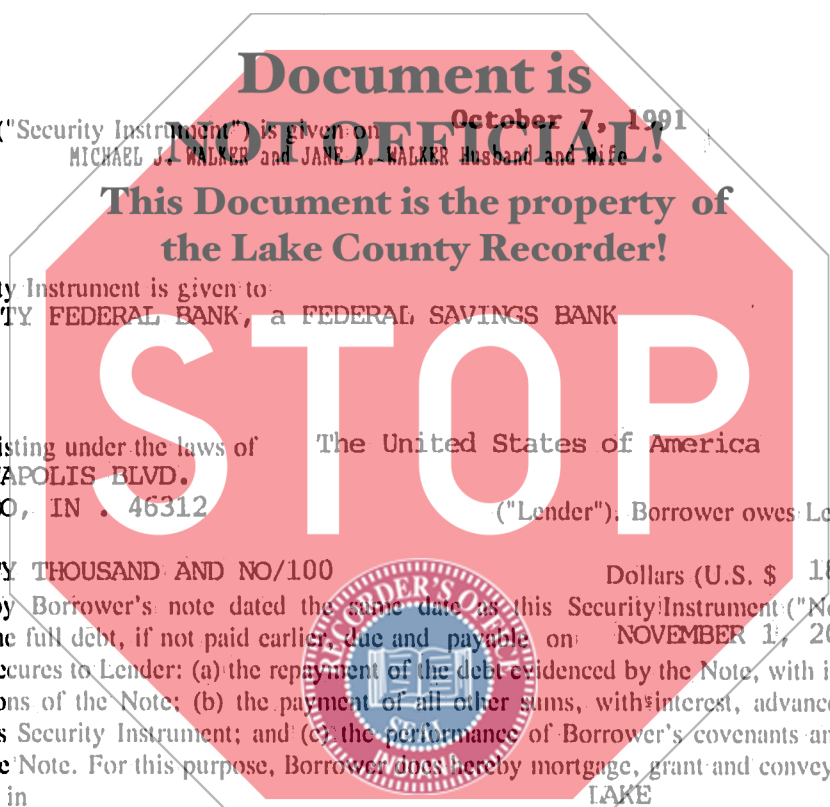 Document is
("Security Instrument") is given on October 7, 1991
NOT OFFICIAL!
MICHAEL J. WALKER and JANE A. WALKER Husband and Wife
This Document is the property of
the Lake County Recorder!
ty Instrument is given to
TY FEDERAL BANK, a FEDERAL SAVINGS BANK
STOP
isting under the laws of The United States of America
APOLIS BLVD.
O, IN . 46312 ("Lender"). Borrower owes Le
Y THOUSAND AND NO/100 Dollars (U.S. $ 18
by Borrower's note dated the same date as this Security Instrument ("No
he full debt, if not paid earlier, due and payable on NOVEMBER 1, 20
ecures to Lender: (a) the repayment of the debt evidenced by the Note, with i
ons of the Note; (b) the payment of all other sums, with interest, advance
s Security Instrument; and (c) the performance of Borrower's covenants an
e Note. For this purpose, Borrower does hereby mortgage, grant and convey
in LAKE
RECORDER'S OFFICE
SEAL